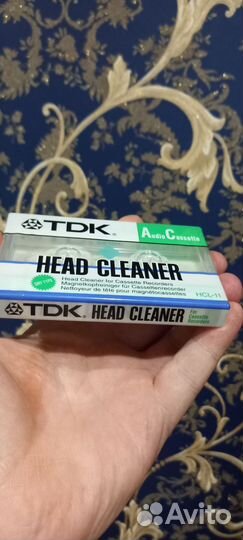 TDK
Audio Cassette
HEAD CLEANER
DRY TYPE
Head Cleaner for Cassette Recorders
Magnetkopfreiniger für Cassettenrecorder
Nettoyeur de tête pour magnétocassettes
HCL-11
TDK HEAD CLEANER
For Cassette Recorders
Avito